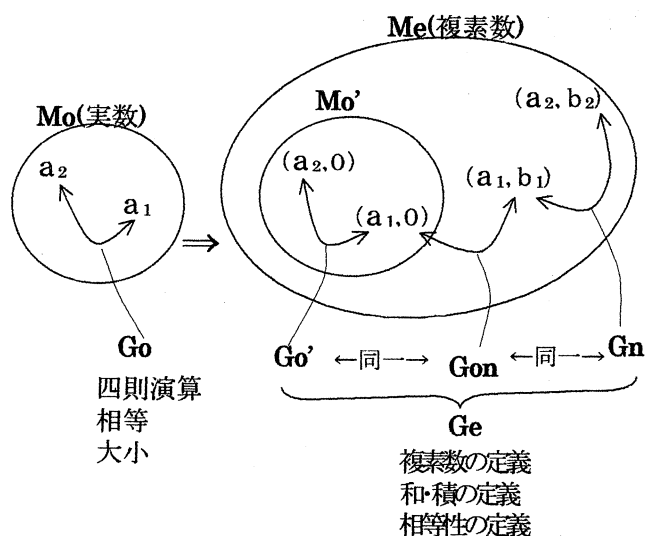 Me(複素数)
Mo(実数)
Mo’
(a2,b2)
a2
(a2,0)
(a1,b1)
a1
(a1,0)
⇒
Go
Go’
←同一→
Gon
←同一→
Gn
四則演算
相等
大小
Ge
複素数の定義
和・積の定義
相等性の定義